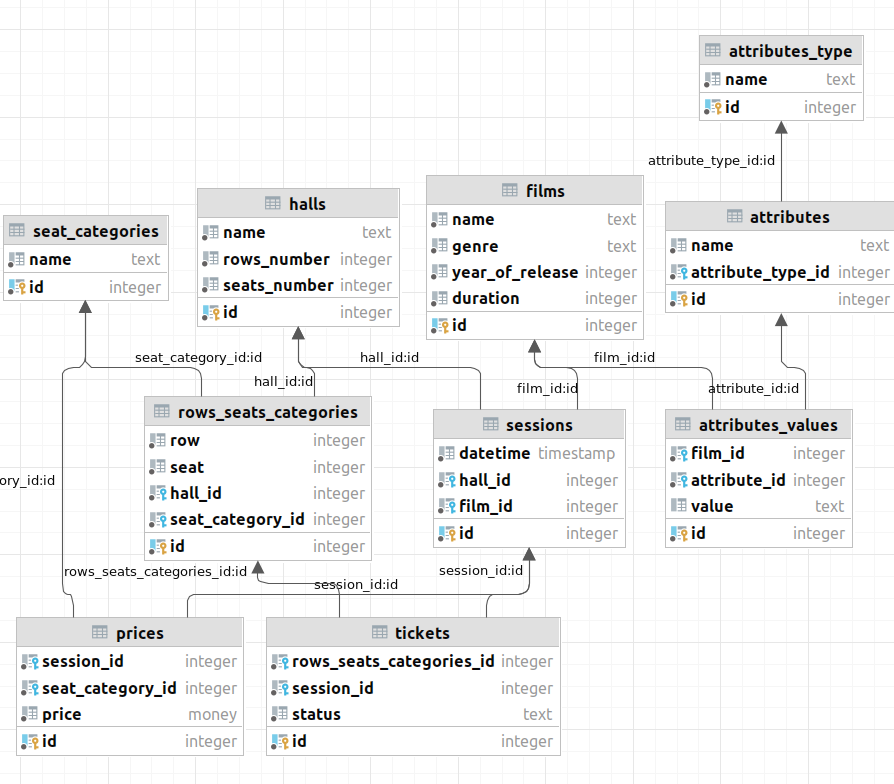 attributes_type
name text
id integer
attribute_type_id:id
films
name text
genre text
year_of_release integer
duration integer
id integer
halls
name text
rows_number integer
seats_number integer
id integer
attributes
name text
attribute_type_id integer
id integer
seat_categories
name text
id integer
seat_category_id:id
hall_id:id
film_id:id
hall_id:id
film_id:id
attribute_id:id
rows_seats_categories
row integer
seat integer
hall_id integer
seat_category_id integer
id integer
sessions
datetime timestamp
hall_id integer
film_id integer
id integer
attributes_values
film_id integer
attribute_id integer
value text
id integer
ory_id:id
rows_seats_categories_id:id
session_id:id
session_id:id
prices
session_id integer
seat_category_id integer
price money
id integer
tickets
rows_seats_categories_id integer
session_id integer
status text
id integer